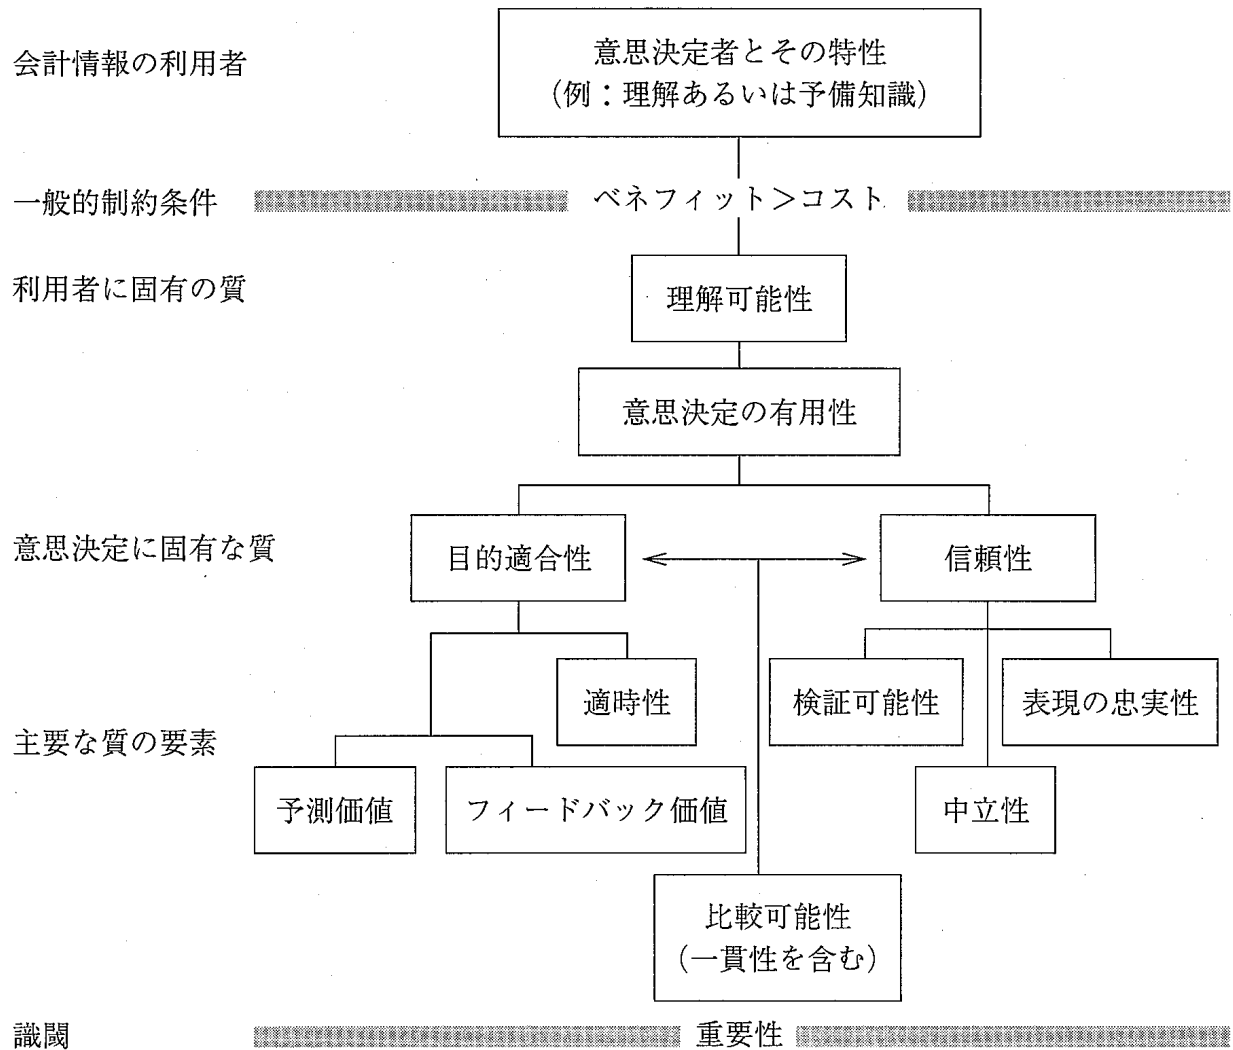 会計情報の利用者
意思決定者とその特性
(例：理解あるいは予備知識)
一般的制約条件
ベネフィット＞コスト
利用者に固有の質
理解可能性
意思決定の有用性
意思決定に固有な質
目的適合性
信頼性
適時性
検証可能性
表現の忠実性
主要な質の要素
予測価値
フィードバック価値
中立性
比較可能性
(一貫性を含む)
識閾
重要性